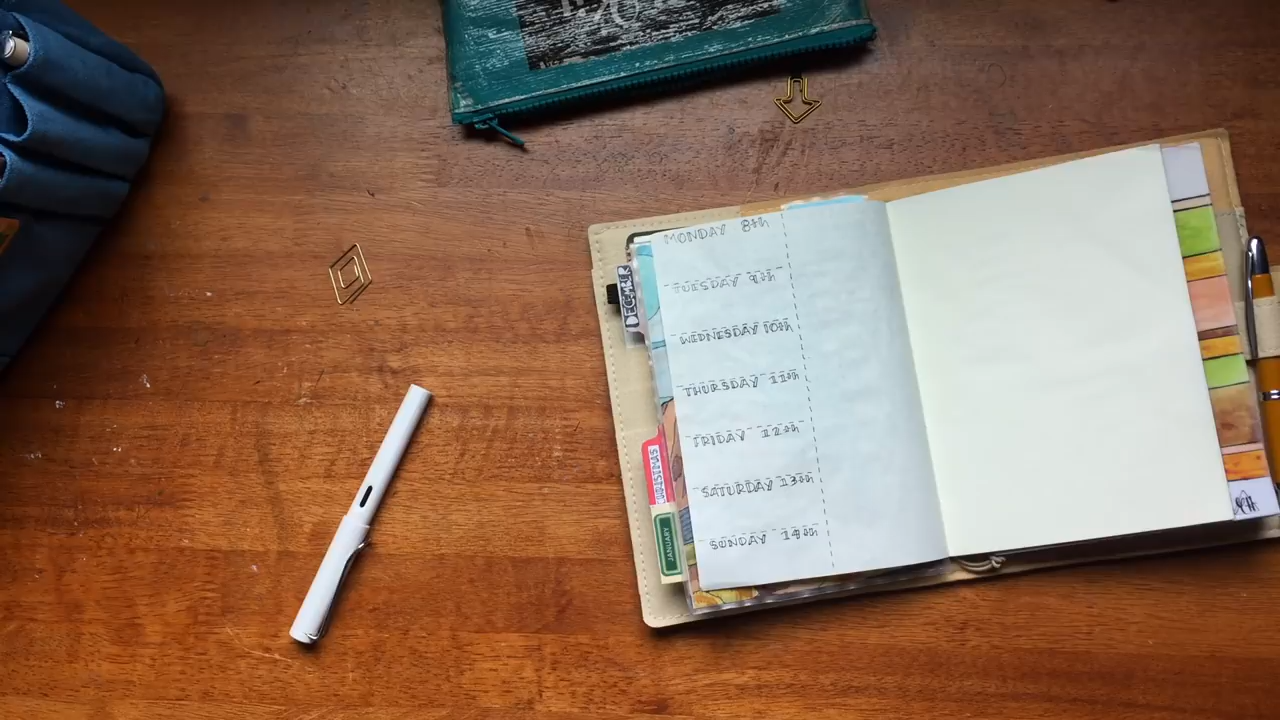 DECEMBER
CHRISTMAS
JANUARY
MONDAY 8th
TUESDAY 9th
WEDNESDAY 10th
THURSDAY 11th
FRIDAY 12th
SATURDAY 13th
SUNDAY 14th